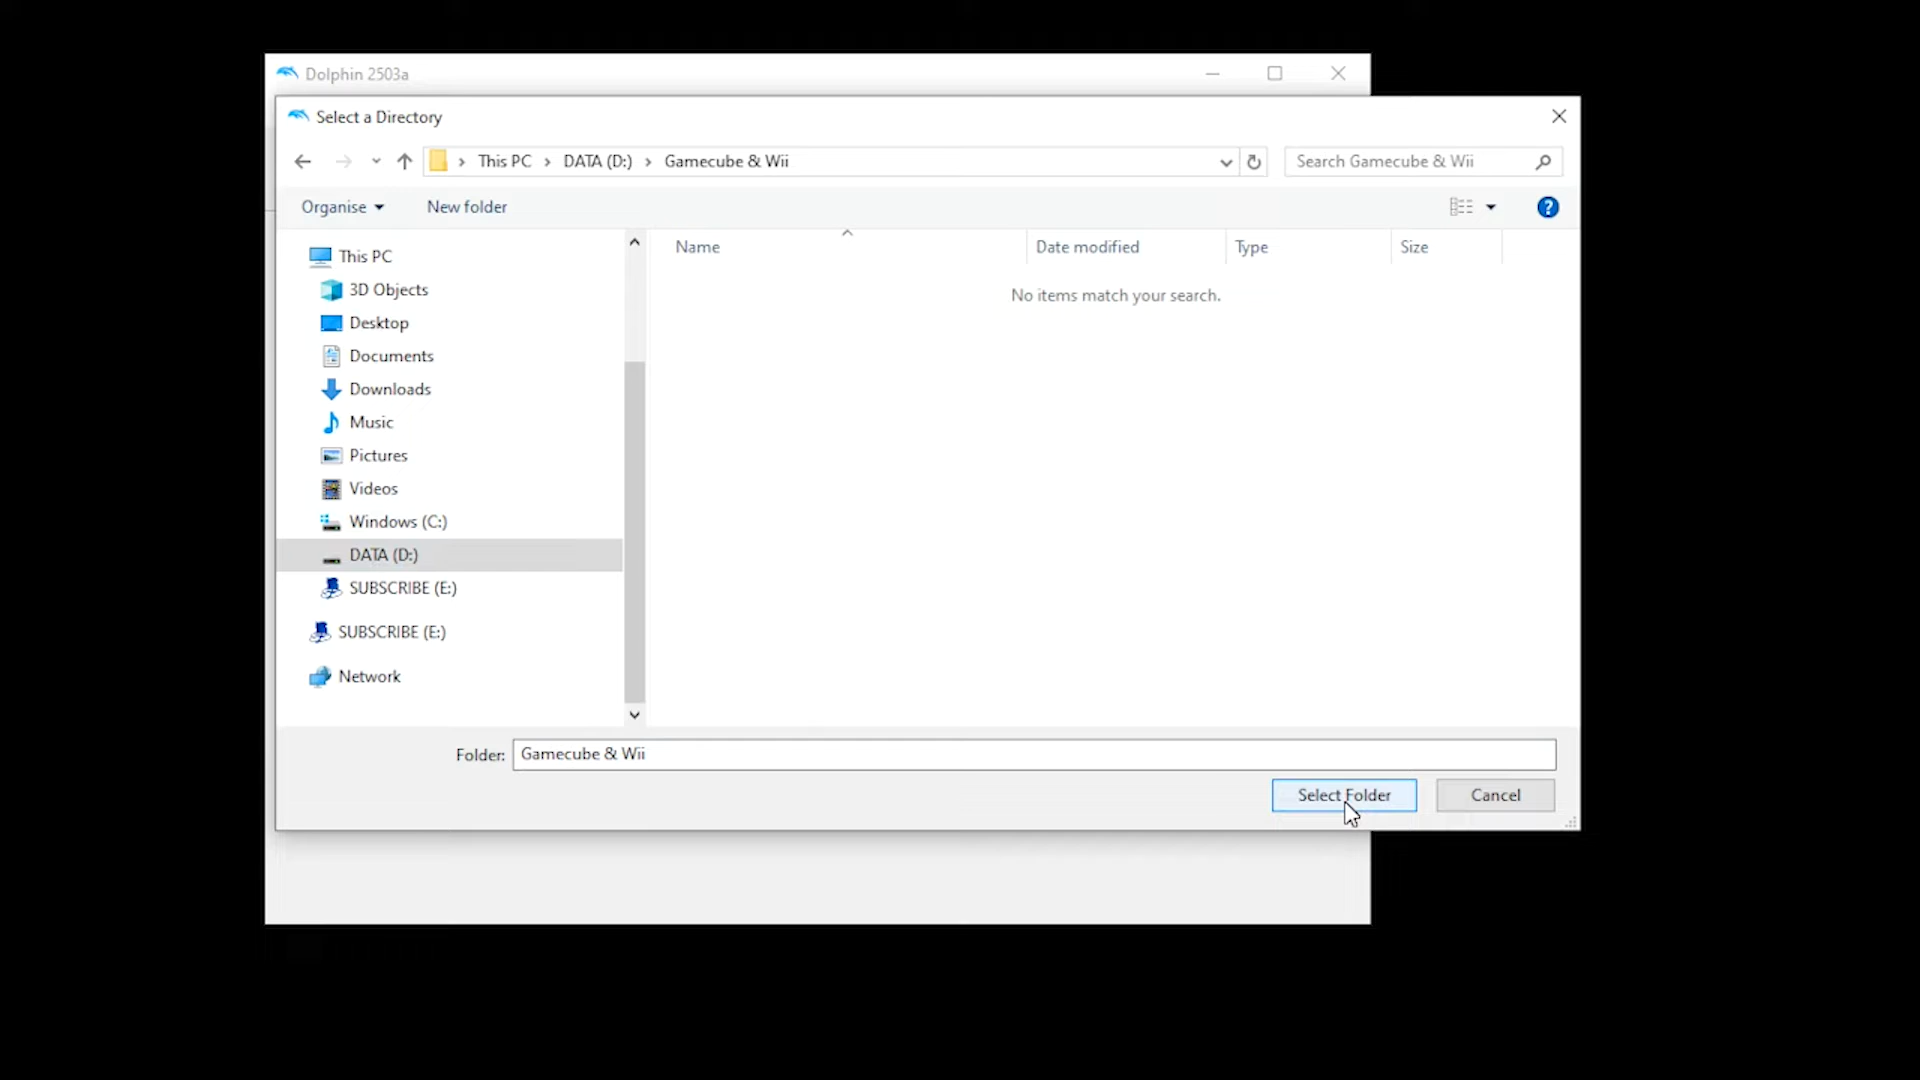 Dolphin 2503a
Select a Directory
This PC DATA (D:) Gamecube & Wii
Search Gamecube & Wii
Organise New folder
?
Name Date modified Type Size
No items match your search.
This PC
3D Objects
Desktop
Documents
Downloads
Music
Pictures
Videos
Windows (C:)
DATA (D:)
SUBSCRIBE (E:)
SUBSCRIBE (E:)
Network
Folder: Gamecube & Wii
Select Folder Cancel